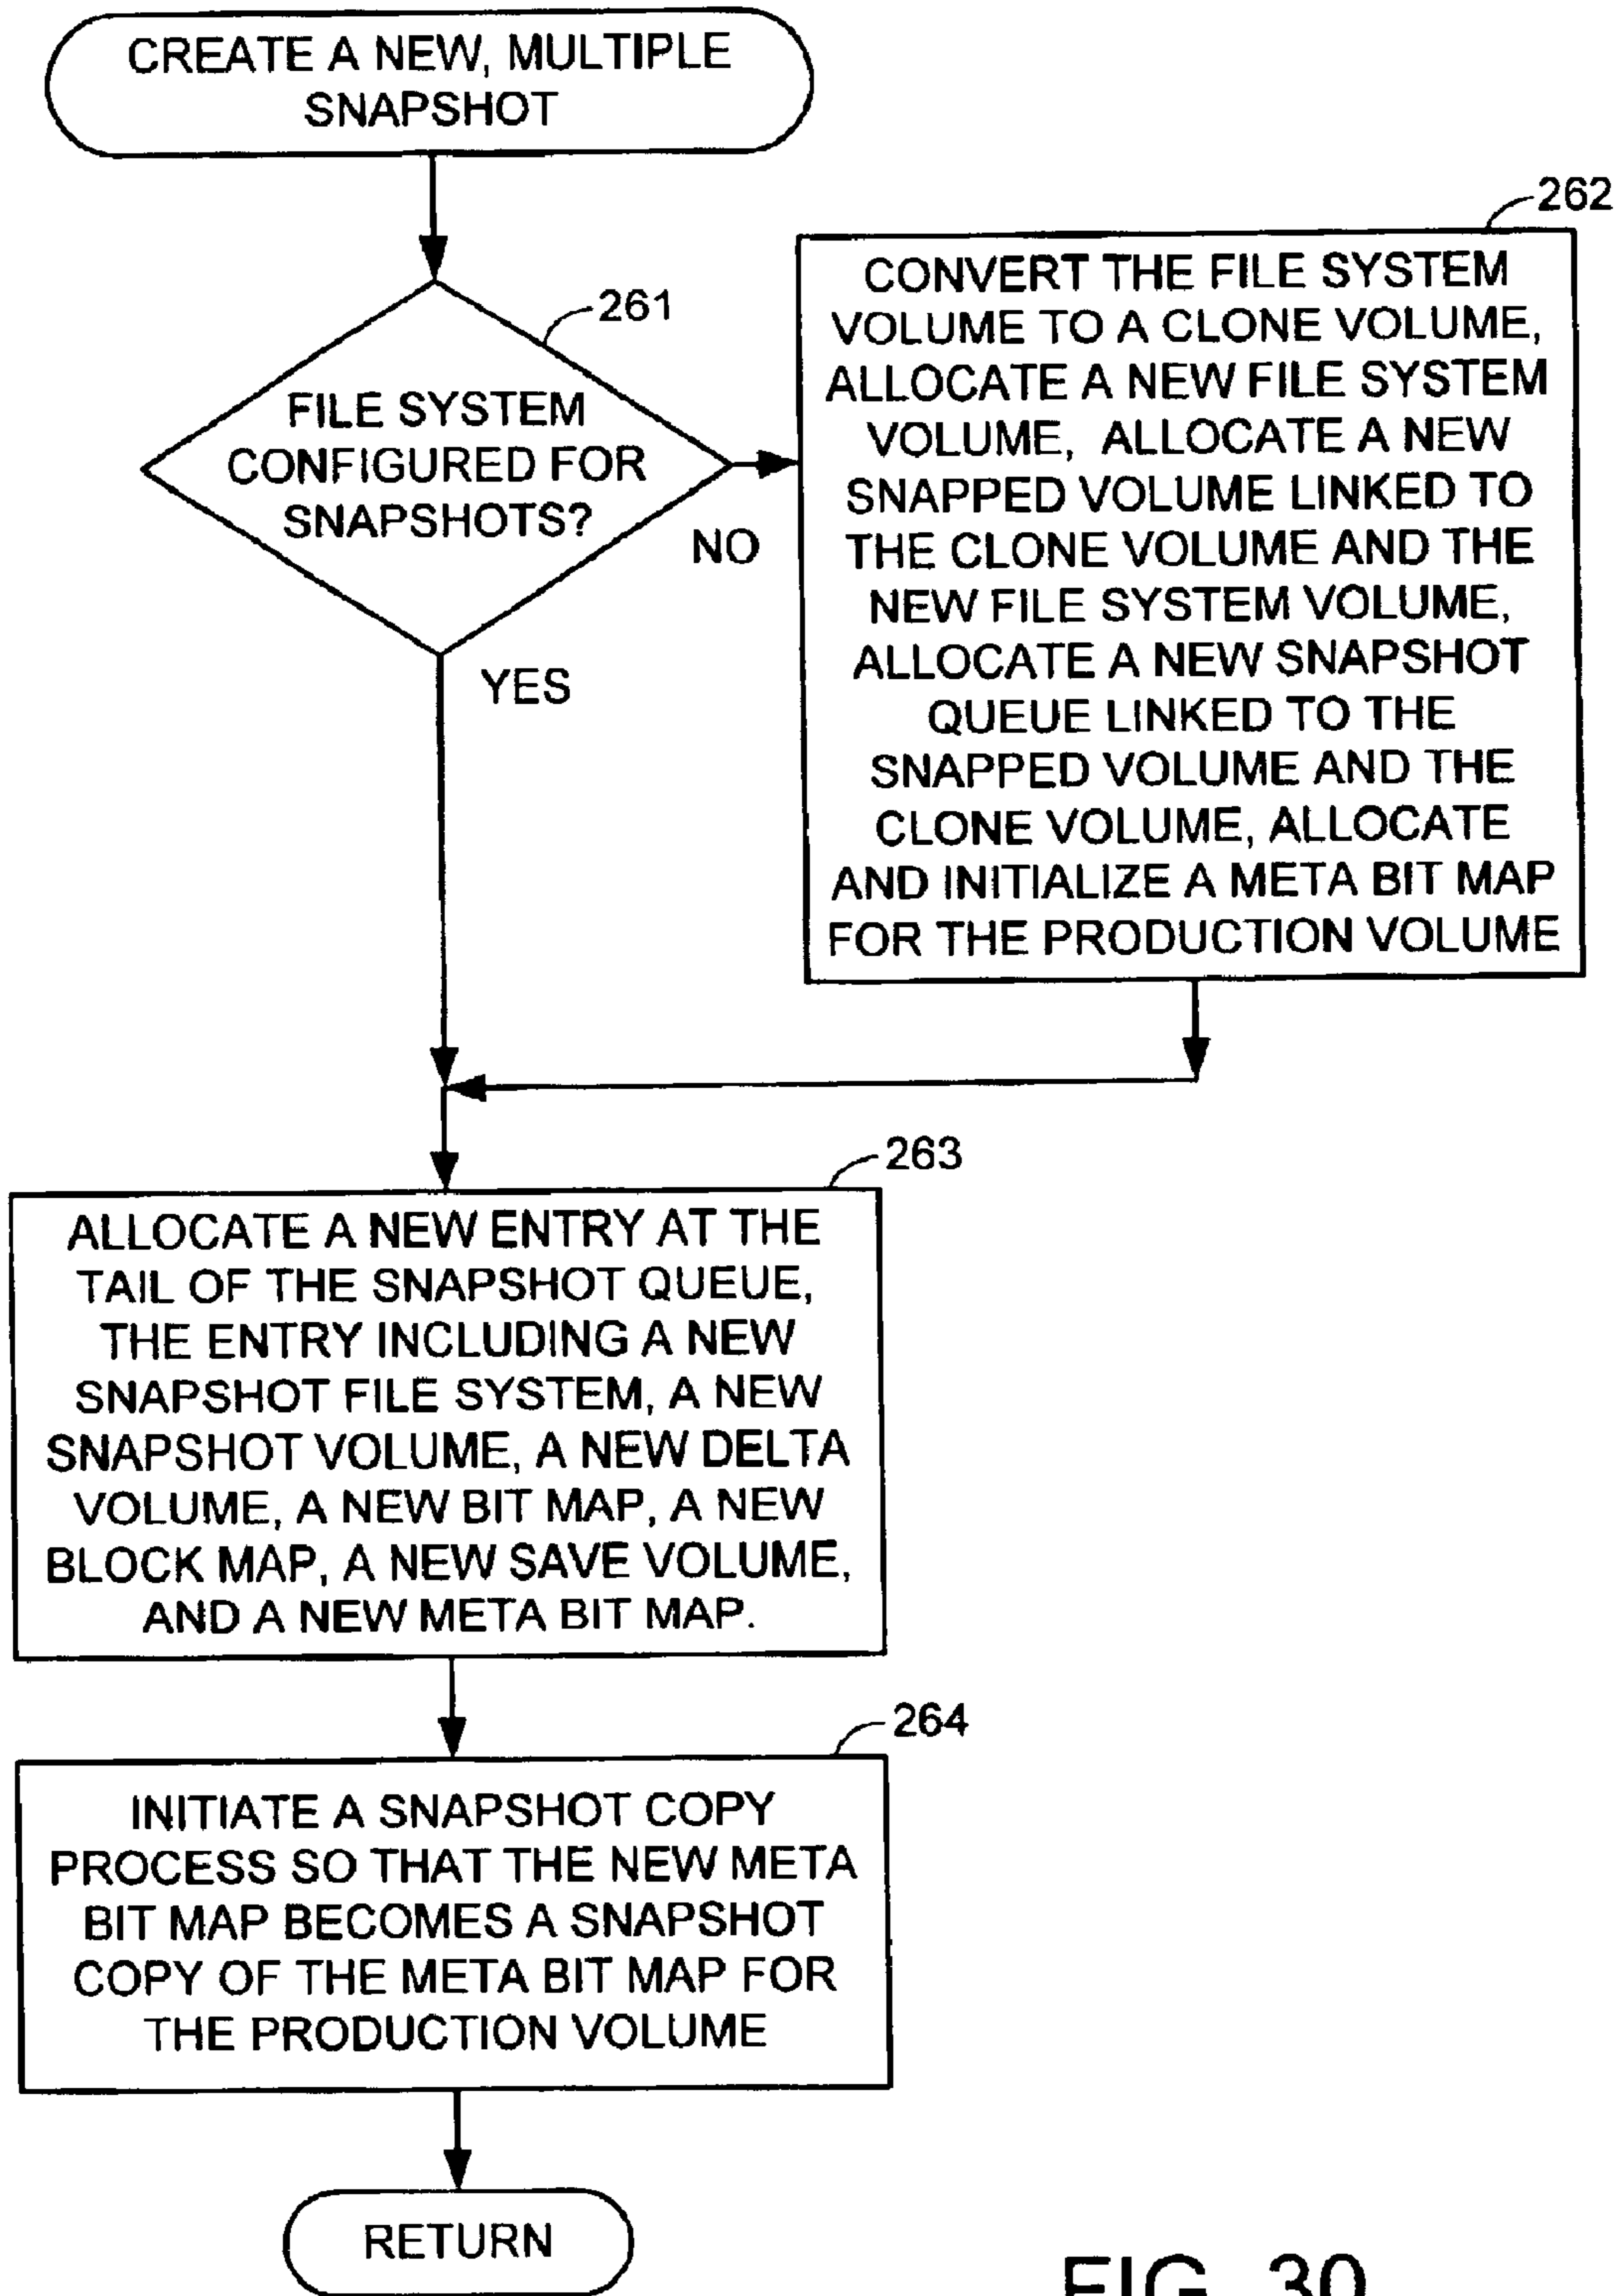 CREATE A NEW, MULTIPLE
SNAPSHOT
261
FILE SYSTEM
CONFIGURED FOR
SNAPSHOTS?
NO
YES
262
CONVERT THE FILE SYSTEM
VOLUME TO A CLONE VOLUME,
ALLOCATE A NEW FILE SYSTEM
VOLUME, ALLOCATE A NEW
SNAPPED VOLUME LINKED TO
THE CLONE VOLUME AND THE
NEW FILE SYSTEM VOLUME,
ALLOCATE A NEW SNAPSHOT
QUEUE LINKED TO THE
SNAPPED VOLUME AND THE
CLONE VOLUME, ALLOCATE
AND INITIALIZE A META BIT MAP
FOR THE PRODUCTION VOLUME
263
ALLOCATE A NEW ENTRY AT THE
TAIL OF THE SNAPSHOT QUEUE,
THE ENTRY INCLUDING A NEW
SNAPSHOT FILE SYSTEM, A NEW
SNAPSHOT VOLUME, A NEW DELTA
VOLUME, A NEW BIT MAP, A NEW
BLOCK MAP, A NEW SAVE VOLUME,
AND A NEW META BIT MAP.
264
INITIATE A SNAPSHOT COPY
PROCESS SO THAT THE NEW META
BIT MAP BECOMES A SNAPSHOT
COPY OF THE META BIT MAP FOR
THE PRODUCTION VOLUME
RETURN
FIG. 30